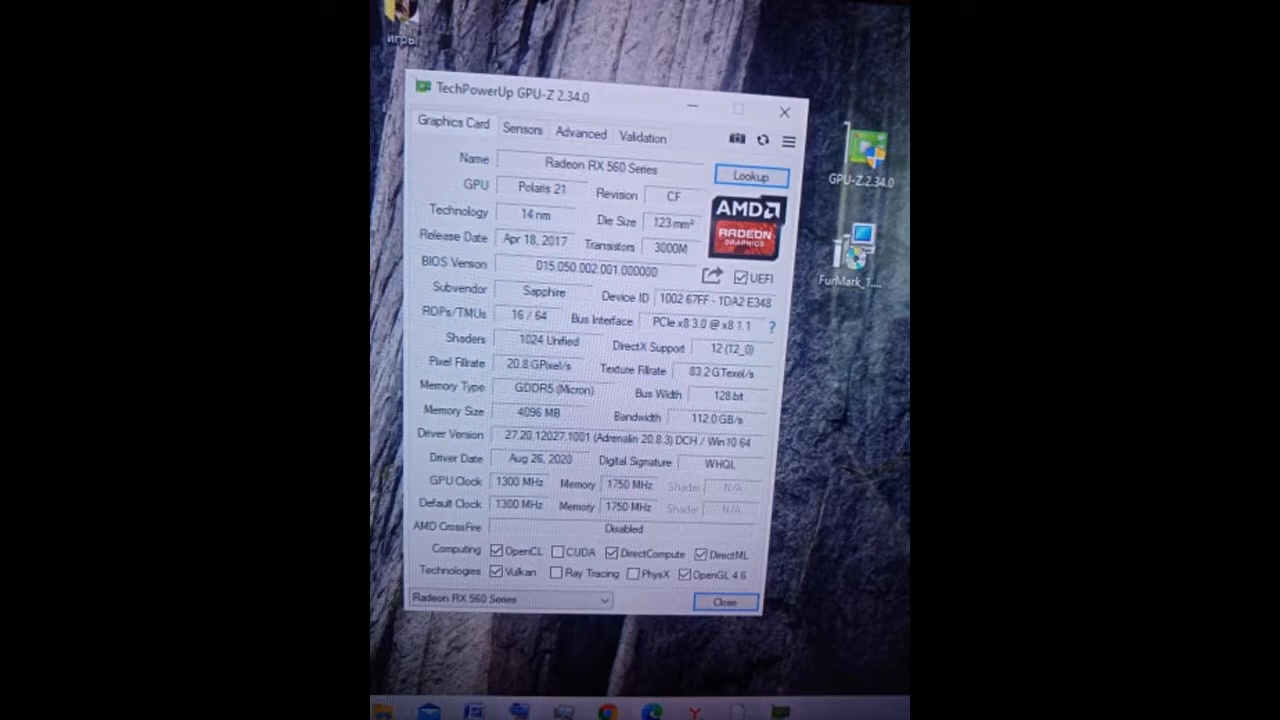 игры
TechPowerUp GPU-Z 2.34.0
Graphics Card Sensors Advanced Validation
Name Radeon RX 560 Series Lookup
GPU Polaris 21 Revision CF
AMD
RADEON
GRAPHICS
Technology 14 nm Die Size 123 mm²
Release Date Apr 18, 2017 Transistors 3000M
BIOS Version 015.050.002.001.000000 UEFI
Subvendor Sapphire Device ID 1002 67FF - 1DA2 E348
ROPs/TMUs 16 / 64 Bus Interface PCIe x8 3.0 @ x8 1.1 ?
Shaders 1024 Unified DirectX Support 12 (12_0)
Pixel Fillrate 20.8 GPixel/s Texture Fillrate 83.2 GTexel/s
Memory Type GDDR5 (Micron) Bus Width 128 bit
Memory Size 4096 MB Bandwidth 112.0 GB/s
Driver Version 27.20.12027.1001 (Adrenalin 20.8.3) DCH / Win10 64
Driver Date Aug 26, 2020 Digital Signature WHQL
GPU Clock 1300 MHz Memory 1750 MHz Shader N/A
Default Clock 1300 MHz Memory 1750 MHz Shader N/A
AMD CrossFire Disabled
Computing OpenCL CUDA DirectCompute DirectML
Technologies Vulkan Ray Tracing PhysX OpenGL 4.6
Radeon RX 560 Series Close
GPU-Z.2.34.0
FurMark_1....